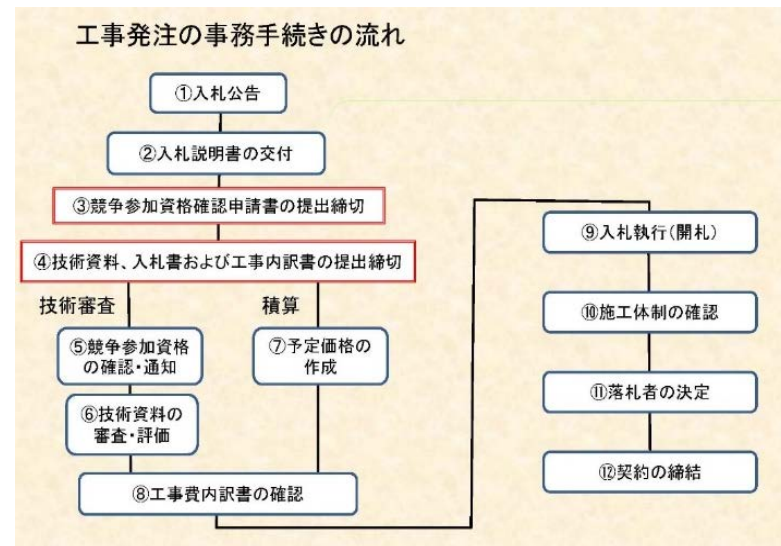 工事発注の事務手続きの流れ
①入札公告
②入札説明書の交付
③競争参加資格確認申請書の提出締切
④技術資料、入札書および工事内訳書の提出締切
技術審査
積算
⑤競争参加資格
の確認・通知
⑥技術資料の
審査・評価
⑦予定価格の
作成
⑧工事費内訳書の確認
⑨入札執行(開札)
⑩施工体制の確認
⑪落札者の決定
⑫契約の締結